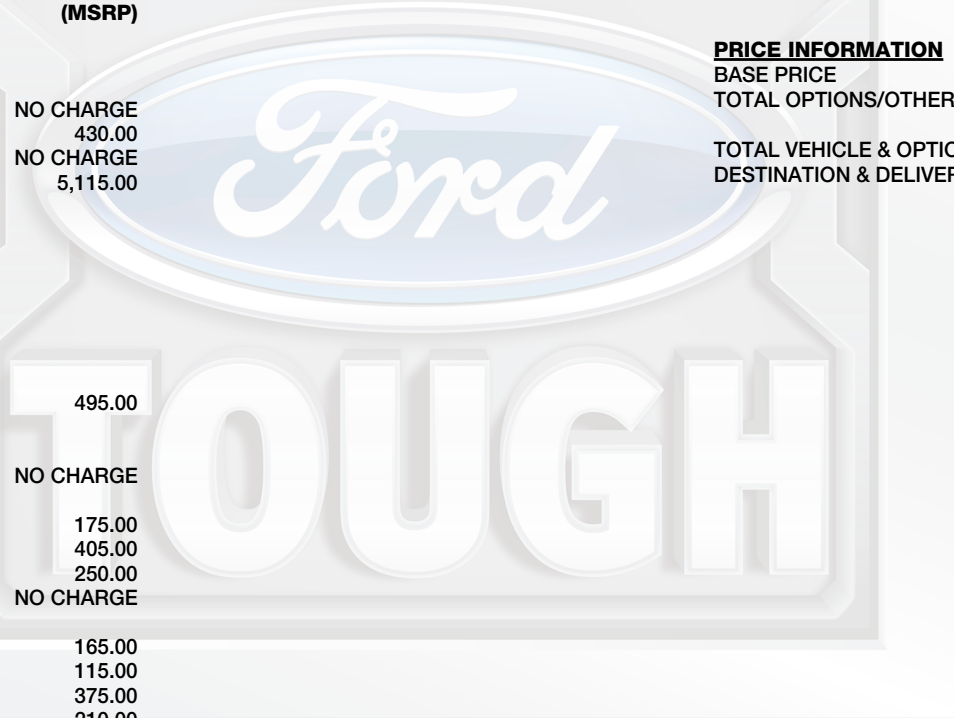 (MSRP)
NO CHARGE
430.00
NO CHARGE
5,115.00
495.00
NO CHARGE
175.00
405.00
250.00
NO CHARGE
165.00
115.00
375.00
210.00
PRICE INFORMATION
BASE PRICE
TOTAL OPTIONS/OTHER
TOTAL VEHICLE & OPTIO
DESTINATION & DELIVER
Ford
TOUGH